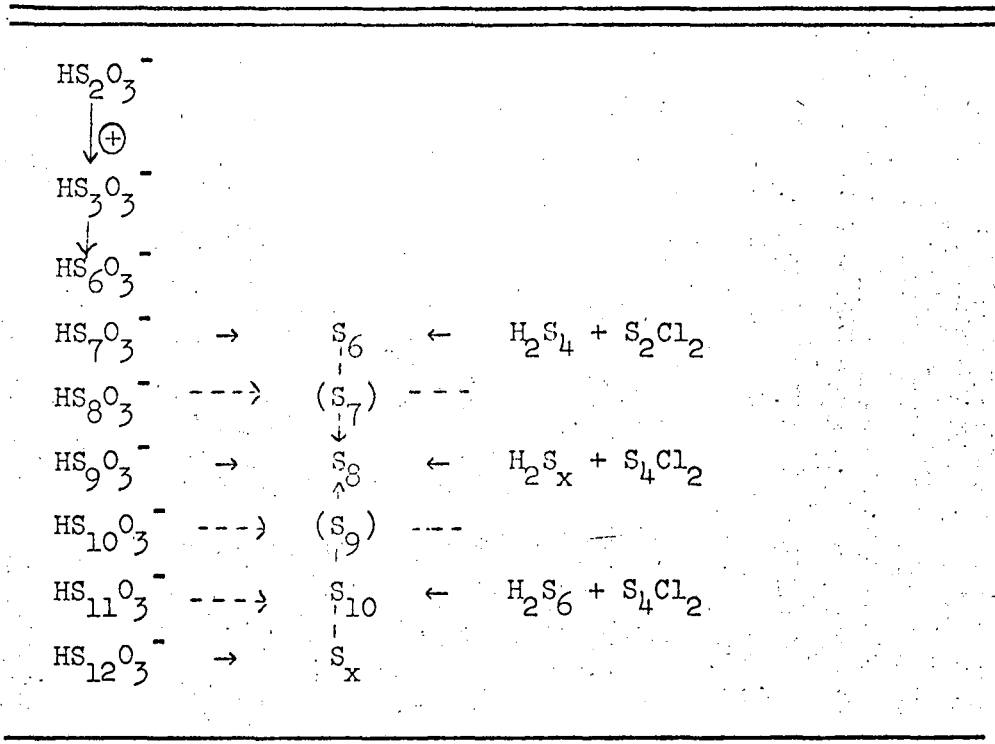 HS₂O₃⁻
⊕
HS₃O₃⁻
HS₆O₃⁻
HS₇O₃⁻ → S₆ ← H₂S₄ + S₂Cl₂
HS₈O₃⁻ ---> (S₇) ---
HS₉O₃⁻ → S₈ ← H₂Sₓ + S₄Cl₂
HS₁₀O₃⁻ ---> (S₉) ---
HS₁₁O₃⁻ ---> S₁₀ ← H₂S₆ + S₄Cl₂
HS₁₂O₃⁻ → Sₓ